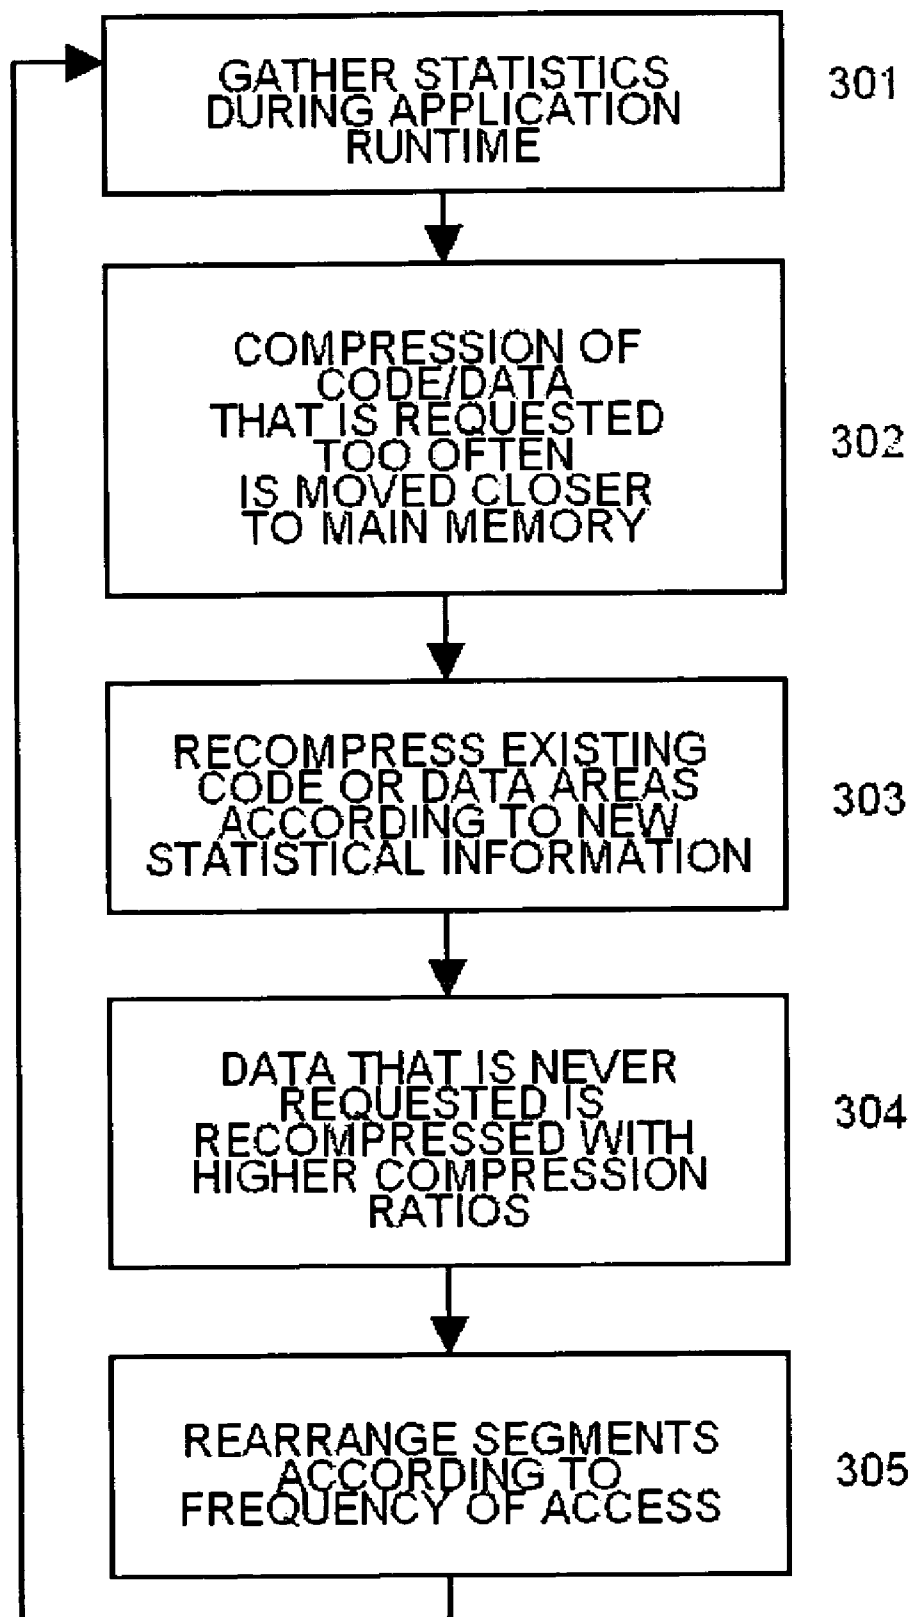 GATHER STATISTICS
DURING APPLICATION
RUNTIME
301
COMPRESSION OF
CODE/DATA
THAT IS REQUESTED
TOO OFTEN
IS MOVED CLOSER
TO MAIN MEMORY
302
RECOMPRESS EXISTING
CODE OR DATA AREAS
ACCORDING TO NEW
STATISTICAL INFORMATION
303
DATA THAT IS NEVER
REQUESTED IS
RECOMPRESSED WITH
HIGHER COMPRESSION
RATIOS
304
REARRANGE SEGMENTS
ACCORDING TO
FREQUENCY OF ACCESS
305